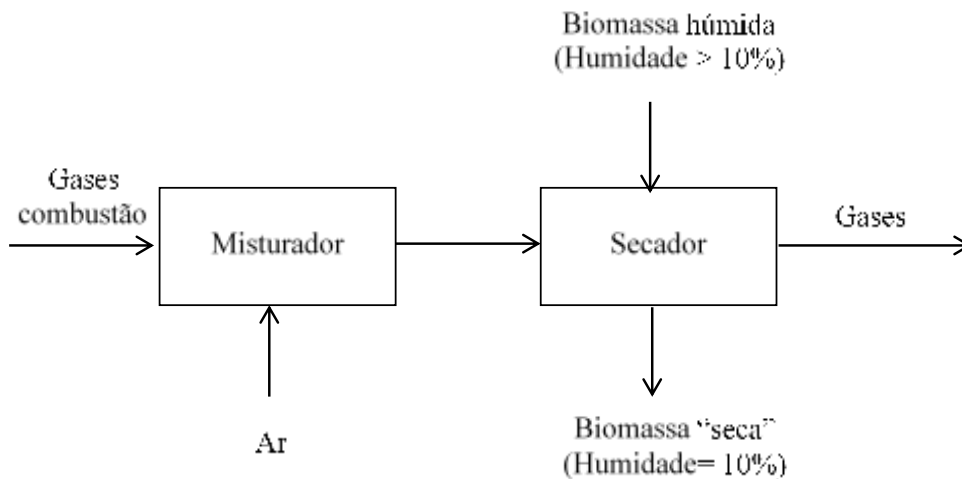 Biomassa húmida
(Humidade > 10%)
Gases
combustão
Misturador
Secador
Gases
Ar
Biomassa “seca”
(Humidade= 10%)